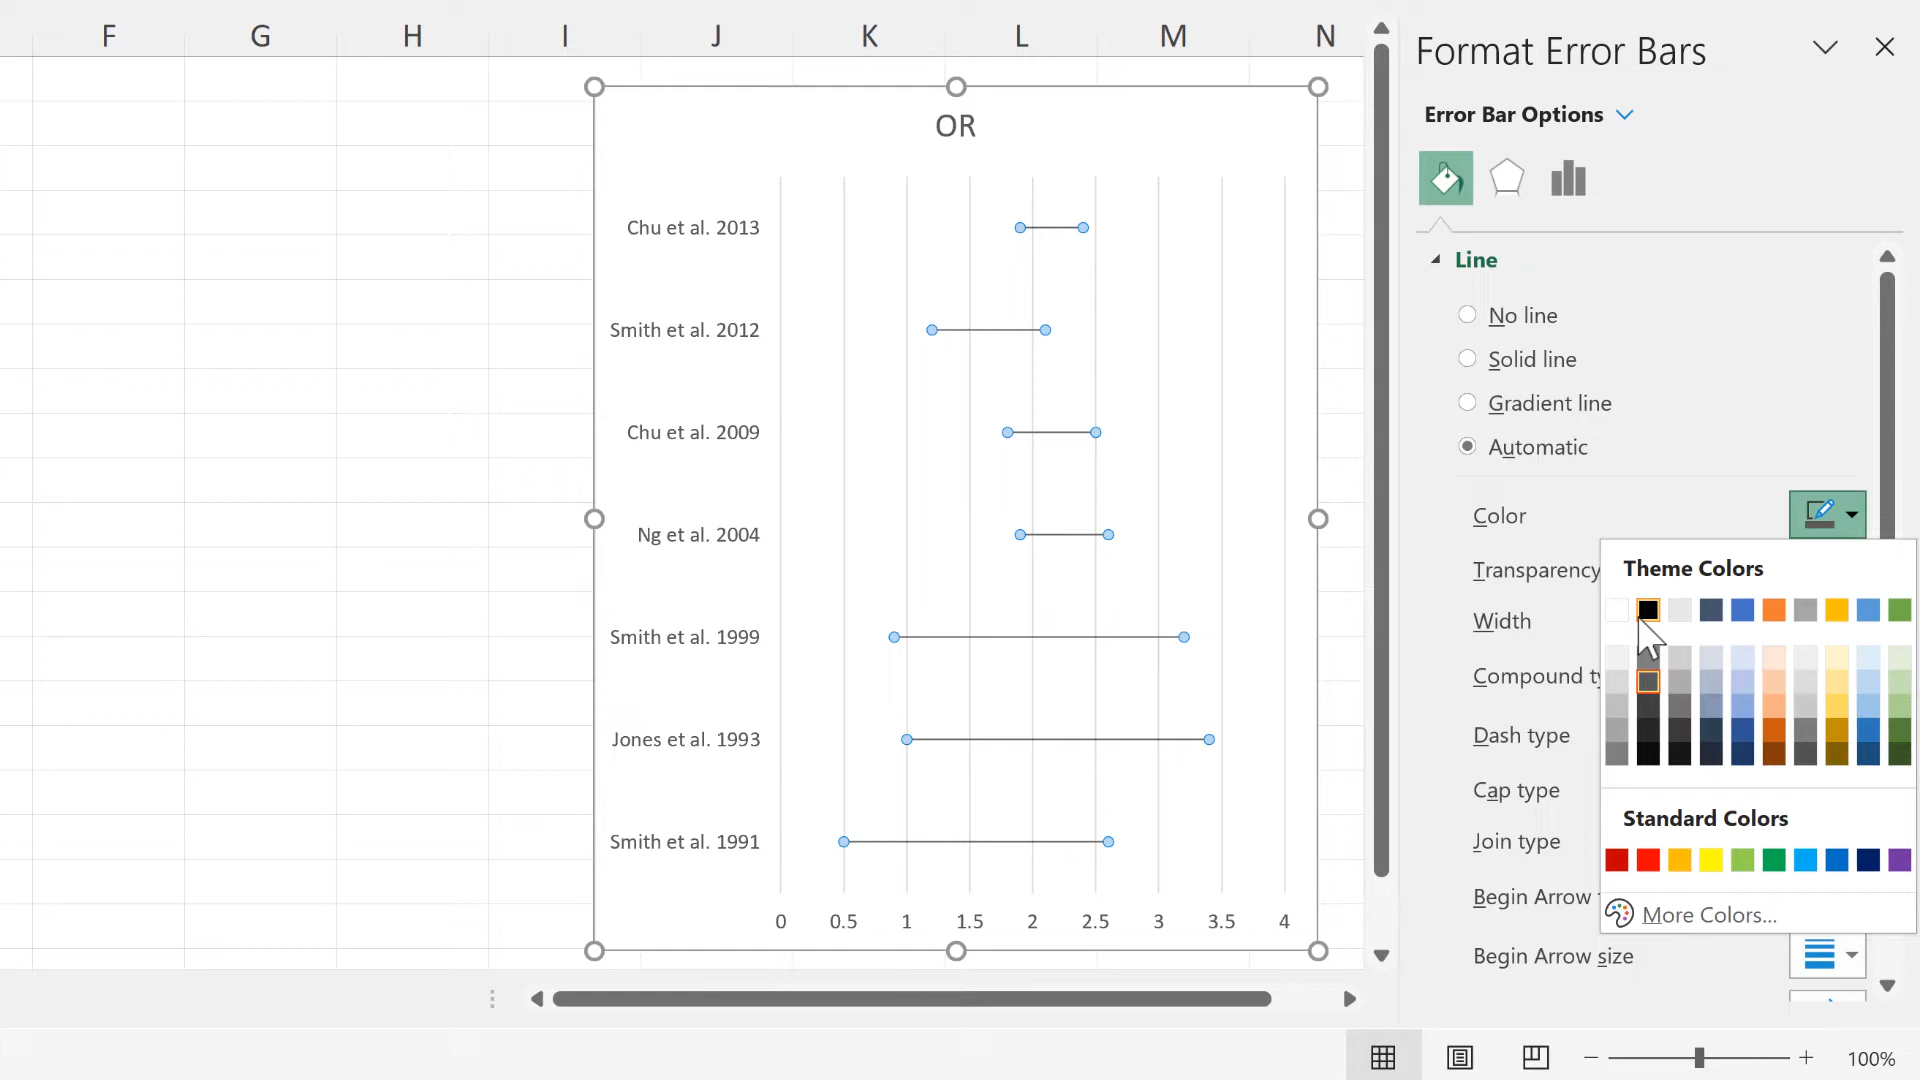 F G H I J K L M N
Format Error Bars
Error Bar Options
OR
Chu et al. 2013
Smith et al. 2012
Chu et al. 2009
Ng et al. 2004
Smith et al. 1999
Jones et al. 1993
Smith et al. 1991
0 0.5 1 1.5 2 2.5 3 3.5 4
Line
No line
Solid line
Gradient line
Automatic
Color
Transparency
Width
Compound ty
Dash type
Cap type
Join type
Begin Arrow
Begin Arrow size
Theme Colors
Standard Colors
More Colors...
100%